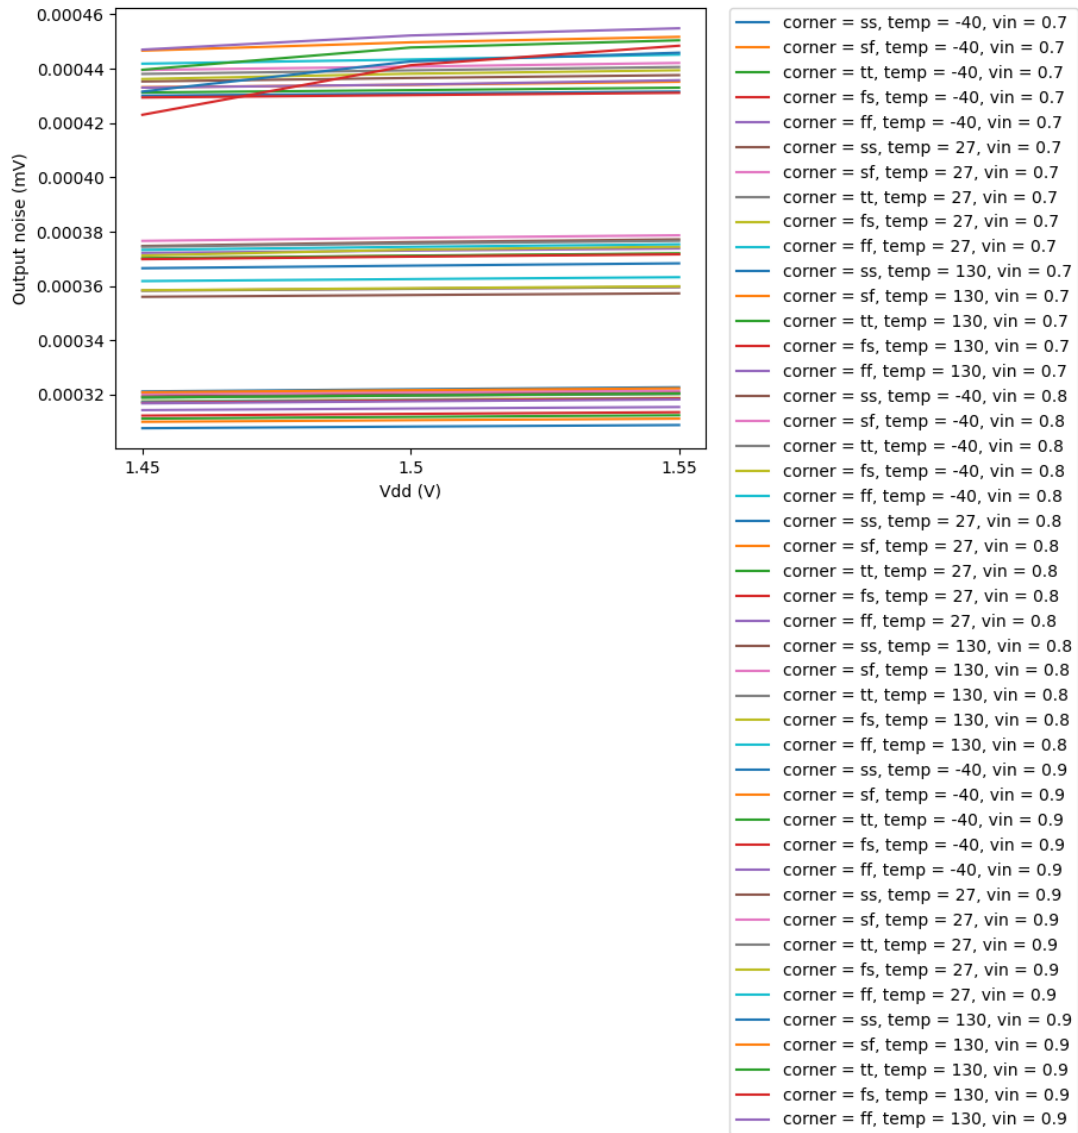 0.00046
0.00044
0.00042
0.00040
0.00038
0.00036
0.00034
0.00032
Output noise (mV)
1.45
1.5
1.55
Vdd (V)
corner = ss, temp = -40, vin = 0.7
corner = sf, temp = -40, vin = 0.7
corner = tt, temp = -40, vin = 0.7
corner = fs, temp = -40, vin = 0.7
corner = ff, temp = -40, vin = 0.7
corner = ss, temp = 27, vin = 0.7
corner = sf, temp = 27, vin = 0.7
corner = tt, temp = 27, vin = 0.7
corner = fs, temp = 27, vin = 0.7
corner = ff, temp = 27, vin = 0.7
corner = ss, temp = 130, vin = 0.7
corner = sf, temp = 130, vin = 0.7
corner = tt, temp = 130, vin = 0.7
corner = fs, temp = 130, vin = 0.7
corner = ff, temp = 130, vin = 0.7
corner = ss, temp = -40, vin = 0.8
corner = sf, temp = -40, vin = 0.8
corner = tt, temp = -40, vin = 0.8
corner = fs, temp = -40, vin = 0.8
corner = ff, temp = -40, vin = 0.8
corner = ss, temp = 27, vin = 0.8
corner = sf, temp = 27, vin = 0.8
corner = tt, temp = 27, vin = 0.8
corner = fs, temp = 27, vin = 0.8
corner = ff, temp = 27, vin = 0.8
corner = ss, temp = 130, vin = 0.8
corner = sf, temp = 130, vin = 0.8
corner = tt, temp = 130, vin = 0.8
corner = fs, temp = 130, vin = 0.8
corner = ff, temp = 130, vin = 0.8
corner = ss, temp = -40, vin = 0.9
corner = sf, temp = -40, vin = 0.9
corner = tt, temp = -40, vin = 0.9
corner = fs, temp = -40, vin = 0.9
corner = ff, temp = -40, vin = 0.9
corner = ss, temp = 27, vin = 0.9
corner = sf, temp = 27, vin = 0.9
corner = tt, temp = 27, vin = 0.9
corner = fs, temp = 27, vin = 0.9
corner = ff, temp = 27, vin = 0.9
corner = ss, temp = 130, vin = 0.9
corner = sf, temp = 130, vin = 0.9
corner = tt, temp = 130, vin = 0.9
corner = fs, temp = 130, vin = 0.9
corner = ff, temp = 130, vin = 0.9